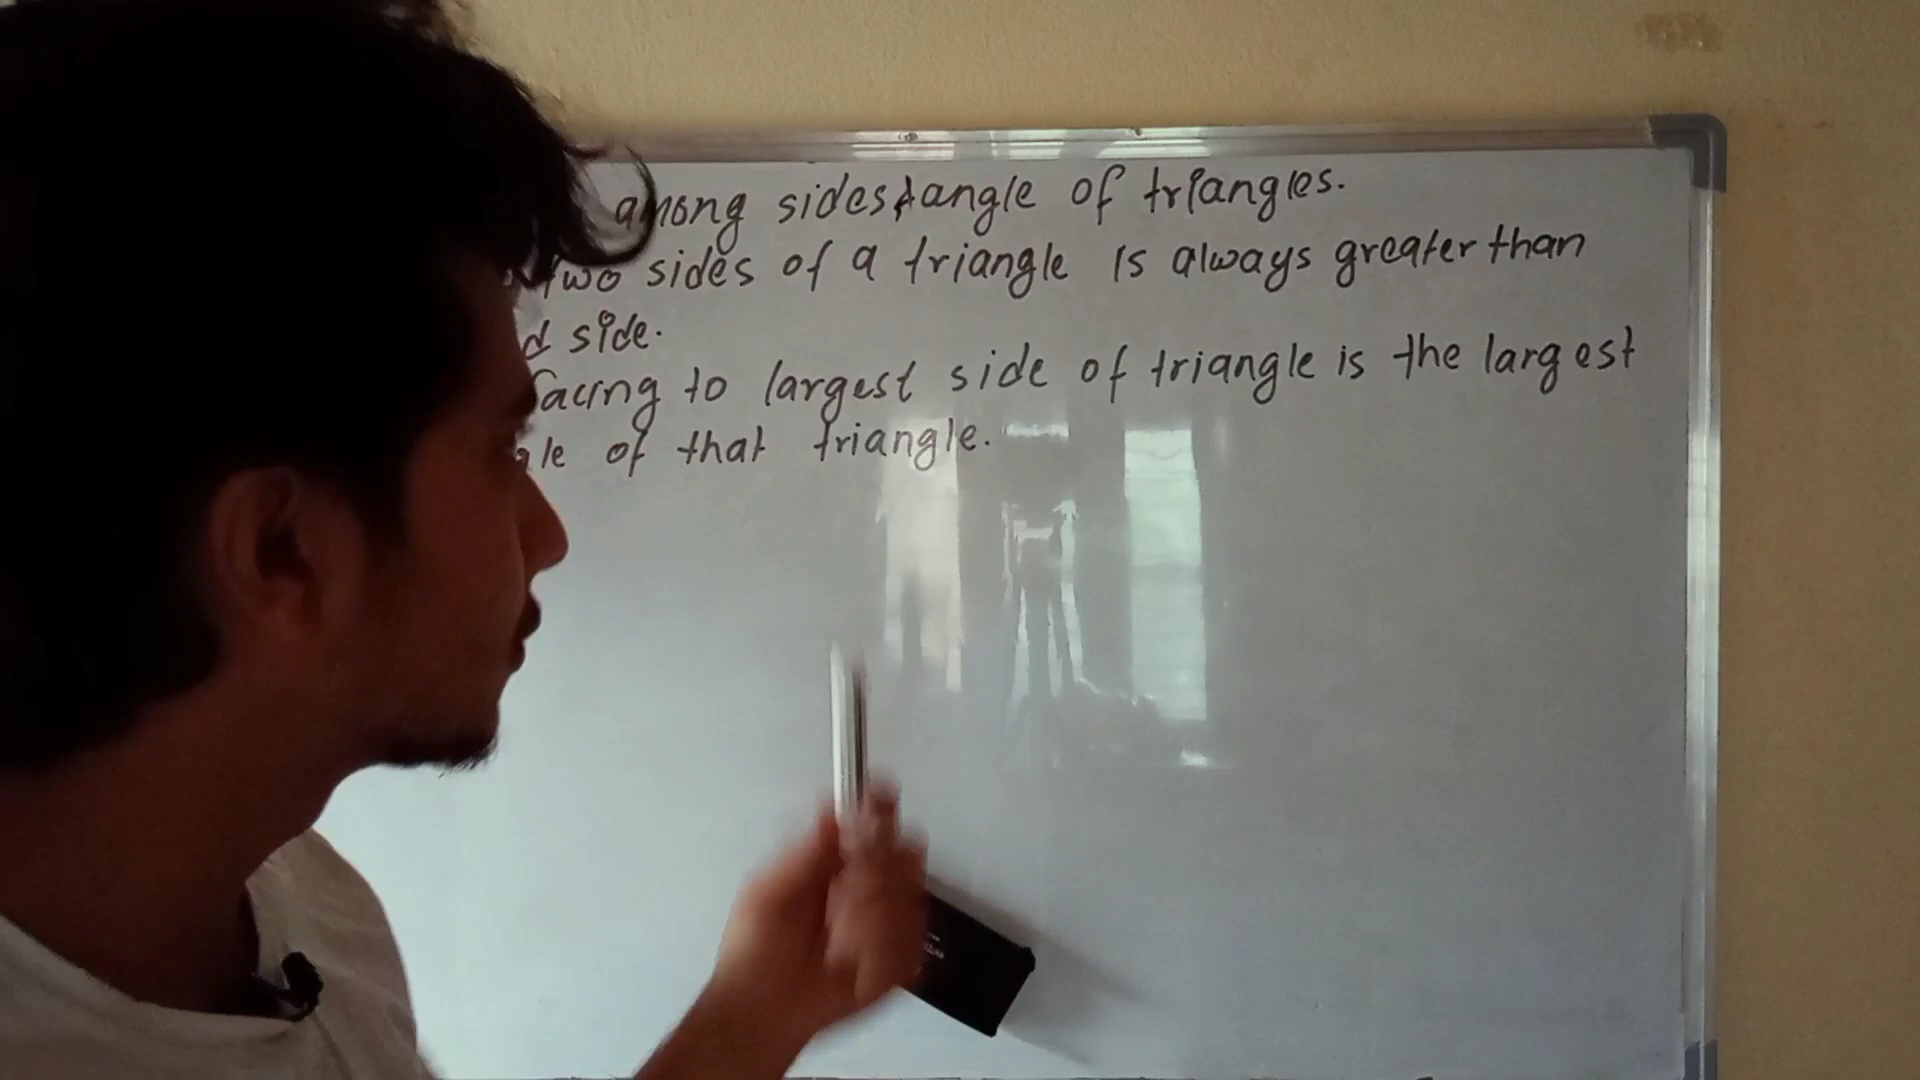 among sides & angle of triangles.
two sides of a triangle is always greater than
side.
facing to largest side of triangle is the largest
of that triangle.